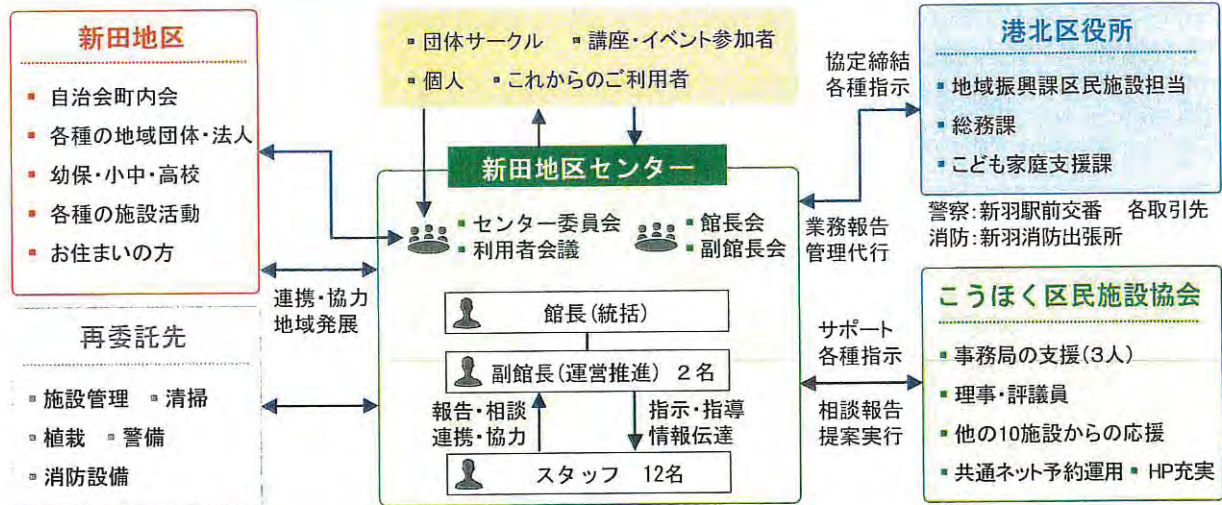 新田地区
▪ 自治会町内会
▪ 各種の地域団体・法人
▪ 幼保・小中・高校
▪ 各種の施設活動
▪ お住まいの方
再委託先
▫ 施設管理 ▫ 清掃
▫ 植栽 ▫ 警備
▫ 消防設備
連携・協力
地域発展
▪ 団体サークル ▪ 講座・イベント参加者
▪ 個人 ▪ これからのご利用者
新田地区センター
▪ センター委員会
▪ 利用者会議
▪ 館長会
▪ 副館長会
館長(統括)
副館長(運営推進) 2名
報告・相談
連携・協力
指示・指導
情報伝達
スタッフ 12名
協定締結
各種指示
業務報告
管理代行
サポート
各種指示
相談報告
提案実行
港北区役所
▪ 地域振興課区民施設担当
▪ 総務課
▪ こども家庭支援課
警察:新羽駅前交番 各取引先
消防:新羽消防出張所
こうほく区民施設協会
▪ 事務局の支援(3人)
▪ 理事・評議員
▪ 他の10施設からの応援
▪ 共通ネット予約運用 ▪ HP充実